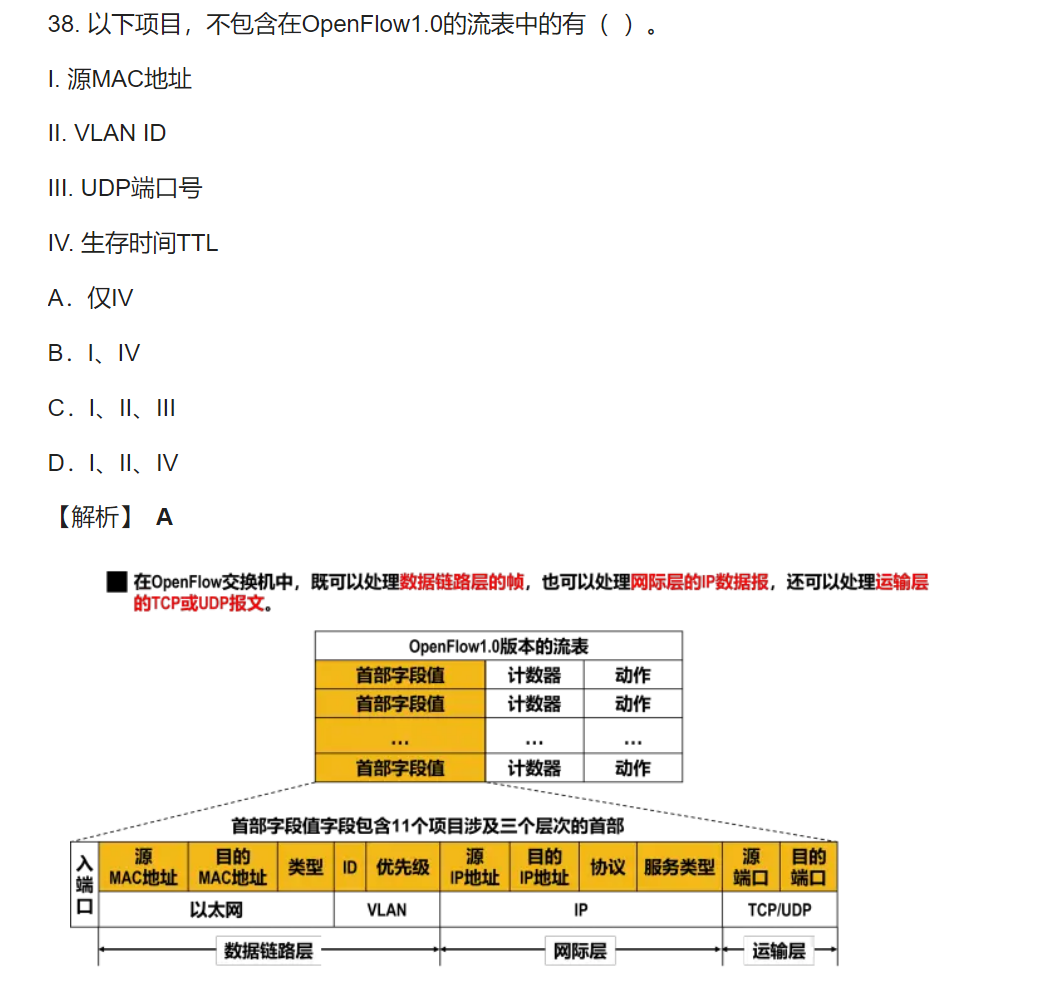 38. 以下项目，不包含在OpenFlow1.0的流表中的有（  ）。
I. 源MAC地址
II. VLAN ID
III. UDP端口号
IV. 生存时间TTL
A．仅IV
B．I、IV
C．I、II、III
D．I、II、IV
【解析】 A
在OpenFlow交换机中，既可以处理数据链路层的帧，也可以处理网际层的IP数据报，还可以处理运输层
的TCP或UDP报文。
OpenFlow1.0版本的流表
首部字段值 计数器 动作
首部字段值 计数器 动作
… … …
首部字段值 计数器 动作
首部字段值字段包含11个项目涉及三个层次的首部
入端口 源MAC地址 目的MAC地址 类型 ID 优先级 源IP地址 目的IP地址 协议 服务类型 源端口 目的端口
以太网 VLAN IP TCP/UDP
数据链路层 网际层 运输层